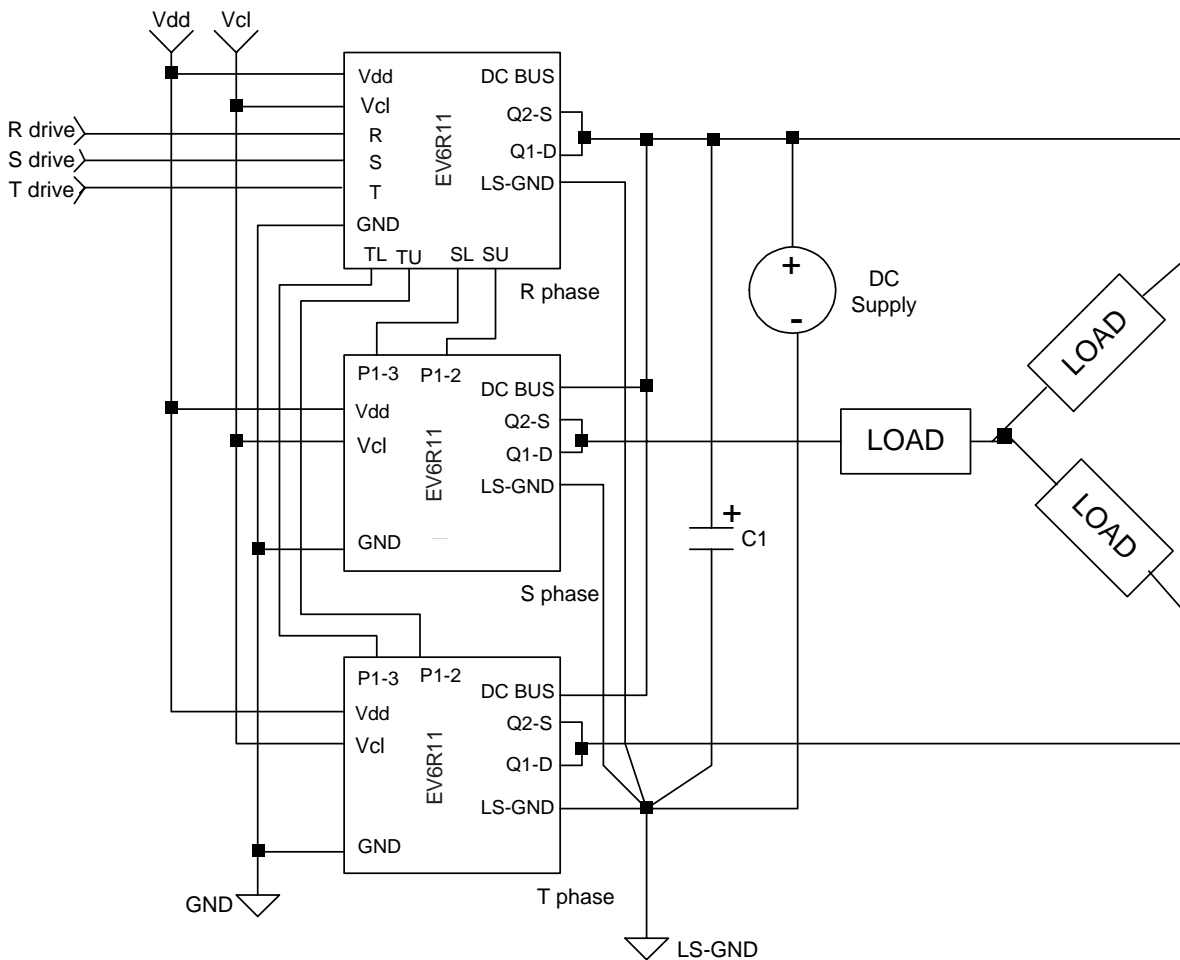 Vdd
Vcl
Vdd
Vcl
R
S
T
GND
DC BUS
Q2-S
Q1-D
LS-GND
EV6R11
TL
TU
SL
SU
R drive
S drive
T drive
R phase
+
-
DC
Supply
LOAD
P1-3
P1-2
Vdd
Vcl
GND
DC BUS
Q2-S
Q1-D
LS-GND
EV6R11
S phase
LOAD
LOAD
+
C1
P1-3
P1-2
Vdd
Vcl
GND
DC BUS
Q2-S
Q1-D
LS-GND
EV6R11
T phase
GND
LS-GND